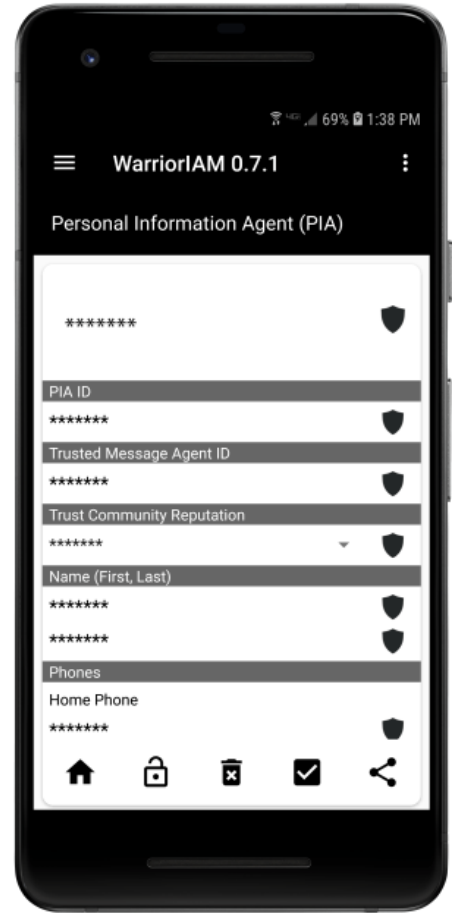 4G 69% 1:38 PM
WarriorIAM 0.7.1
Personal Information Agent (PIA)
*******
PIA ID
*******
Trusted Message Agent ID
*******
Trust Community Reputation
*******
Name (First, Last)
*******
*******
Phones
Home Phone
*******